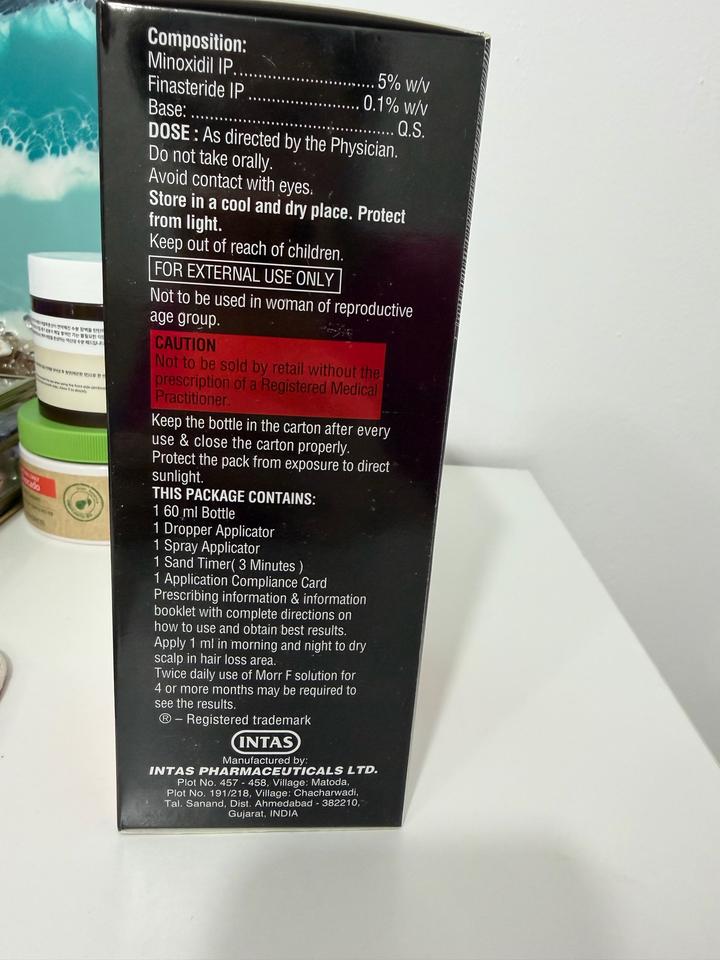 Composition:
Minoxidil IP.............................. 5% w/v
Finasteride IP ........................ 0.1% w/v
Base: ............................................ Q.S.
DOSE : As directed by the Physician.
Do not take orally.
Avoid contact with eyes.
Store in a cool and dry place. Protect
from light.
Keep out of reach of children.
FOR EXTERNAL USE ONLY
Not to be used in woman of reproductive
age group.
CAUTION
Not to be sold by retail without the
prescription of a Registered Medical
Practitioner.
Keep the bottle in the carton after every
use & close the carton properly.
Protect the pack from exposure to direct
sunlight.
THIS PACKAGE CONTAINS:
1 60 ml Bottle
1 Dropper Applicator
1 Spray Applicator
1 Sand Timer( 3 Minutes )
1 Application Compliance Card
Prescribing information & information
booklet with complete directions on
how to use and obtain best results.
Apply 1 ml in morning and night to dry
scalp in hair loss area.
Twice daily use of Morr F solution for
4 or more months may be required to
see the results.
® – Registered trademark
INTAS
Manufactured by:
INTAS PHARMACEUTICALS LTD.
Plot No. 457 - 458, Village: Matoda,
Plot No. 191/218, Village: Chacharwadi,
Tal. Sanand, Dist. Ahmedabad - 382210,
Gujarat, INDIA